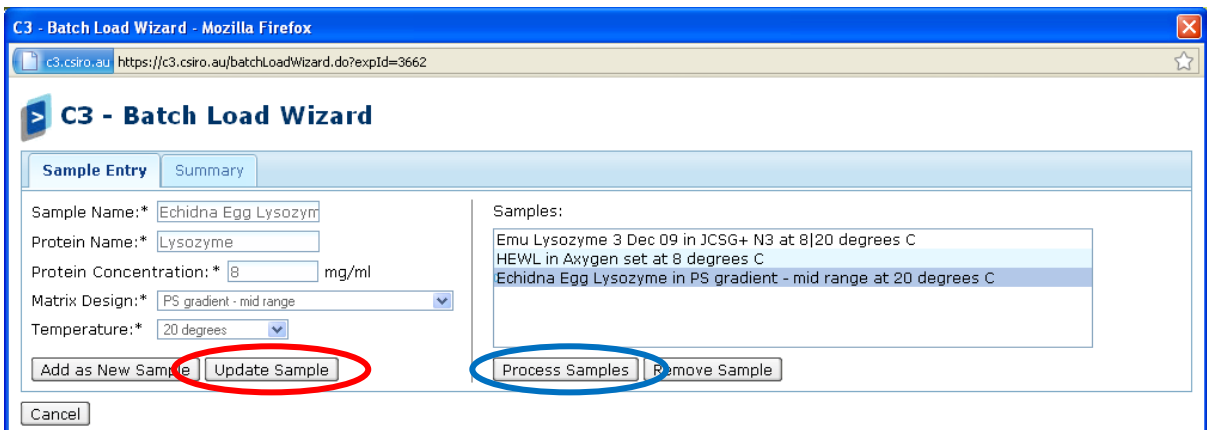 C3 - Batch Load Wizard - Mozilla Firefox
c3.csiro.au https://c3.csiro.au/batchLoadWizard.do?expId=3662
C3 - Batch Load Wizard
Sample Entry Summary
Sample Name:* Echidna Egg Lysozym
Protein Name:* Lysozyme
Protein Concentration:* 8 mg/ml
Matrix Design:* PS gradient - mid range
Temperature:* 20 degrees
Add as New Sample Update Sample
Samples:
Emu Lysozyme 3 Dec 09 in JCSG+ N3 at 8|20 degrees C
HEWL in Axygen set at 8 degrees C
Echidna Egg Lysozyme in PS gradient - mid range at 20 degrees C
Process Samples Remove Sample
Cancel